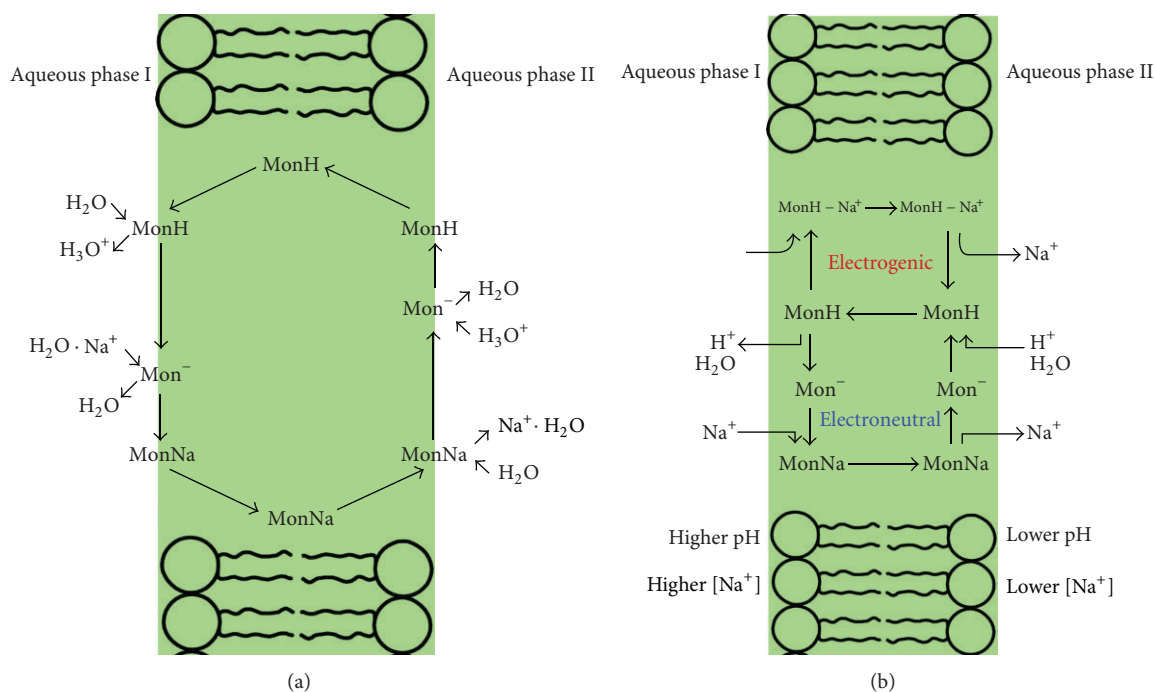 Aqueous phase I
Aqueous phase II
MonH
H₂O
MonH
H₃O⁺
MonH
Mon⁻
H₂O
H₃O⁺
H₂O · Na⁺
Mon⁻
H₂O
MonNa
MonNa
Na⁺ · H₂O
H₂O
MonNa
(a)
Aqueous phase I
Aqueous phase II
MonH – Na⁺
MonH – Na⁺
Electrogenic
Na⁺
MonH
MonH
H⁺
H₂O
H⁺
H₂O
Mon⁻
Mon⁻
Na⁺
Electroneutral
Na⁺
MonNa
MonNa
Higher pH
Lower pH
Higher [Na⁺]
Lower [Na⁺]
(b)